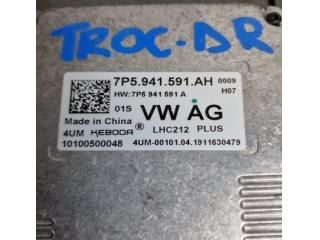 TROC-DR
7P5.941.591.AH 0009
HW:7P5 941 591 A H07
01S VW AG
Made in China
4UM KEBODA LHC212 PLUS
10100500048 4UM-00101.04.1911630479